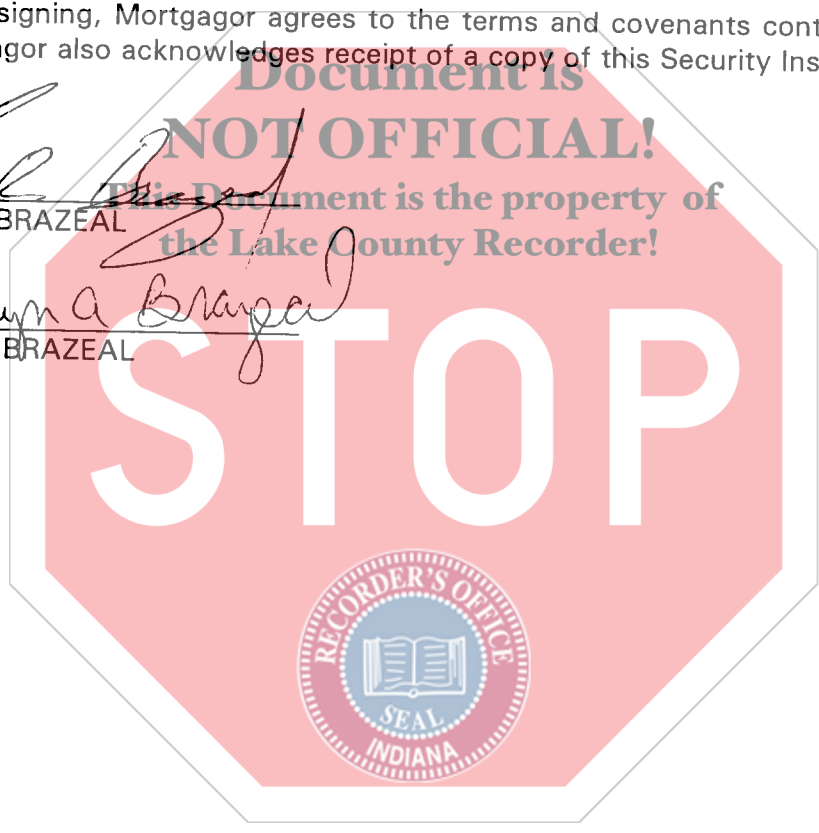 signing, Mortgagor agrees to the terms and covenants cont
gor also acknowledges receipt of a copy of this Security Ins
Document is
NOT OFFICIAL!
This Document is the property of
the Lake County Recorder!
BRAZEAL
yn a Brazeal
BRAZEAL
STOP
RECORDER'S OFFICE
SEAL
INDIANA